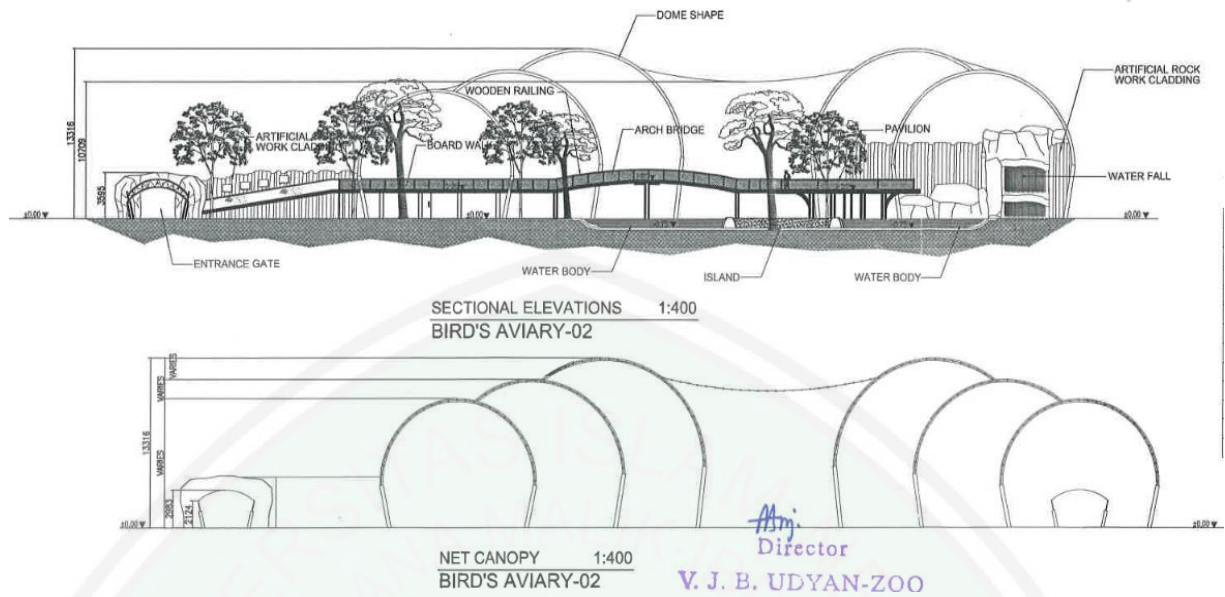 DOME SHAPE
ARTIFICIAL ROCK
WORK CLADDING
WOODEN RAILING
13316
10709
ARTIFICIAL
WORK CLADDING
BOARD WALK
ARCH BRIDGE
PAVILION
WATER FALL
3595
±0.00
±0.00
±0.00
ENTRANCE GATE
WATER BODY
ISLAND
WATER BODY
SECTIONAL ELEVATIONS 1:400
BIRD'S AVIARY-02
VARIES
VARIES
13316
VARIES
2983
2124
±0.00
±0.00
NET CANOPY 1:400
BIRD'S AVIARY-02
Director
V. J. B. UDYAN-ZOO